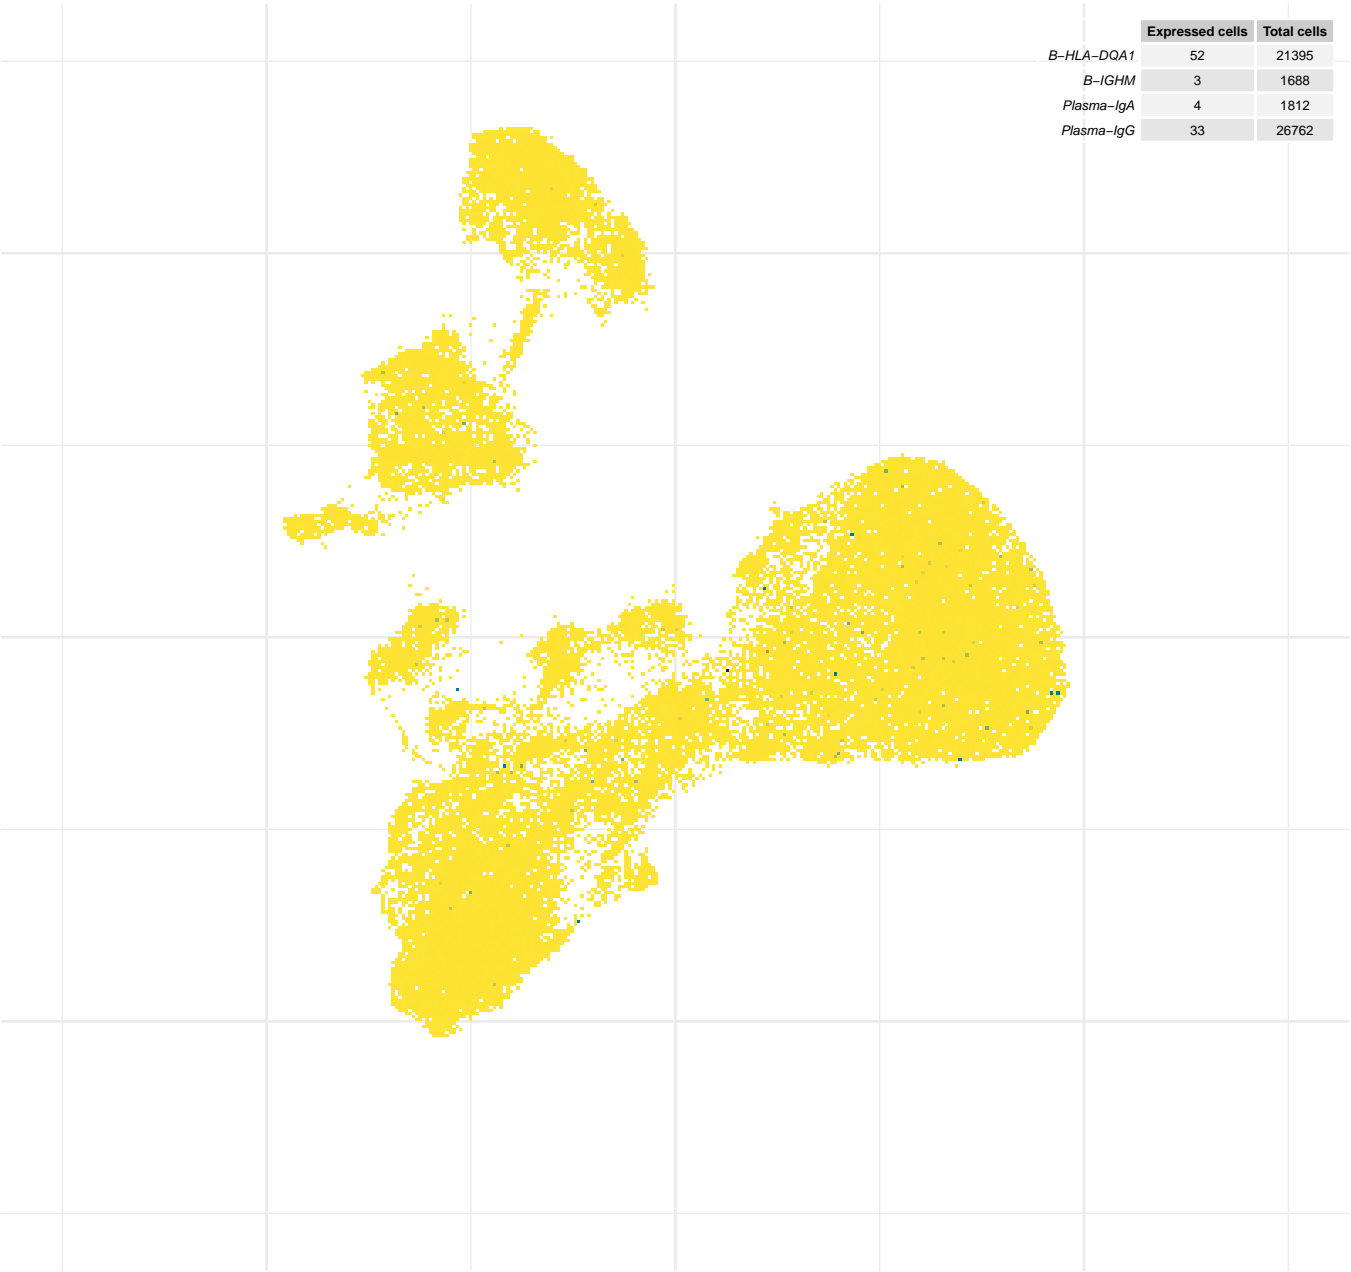 Expressed cells Total cells
B−HLA−DQA1 52 21395
B−IGHM 3 1688
Plasma−IgA 4 1812
Plasma−IgG 33 26762